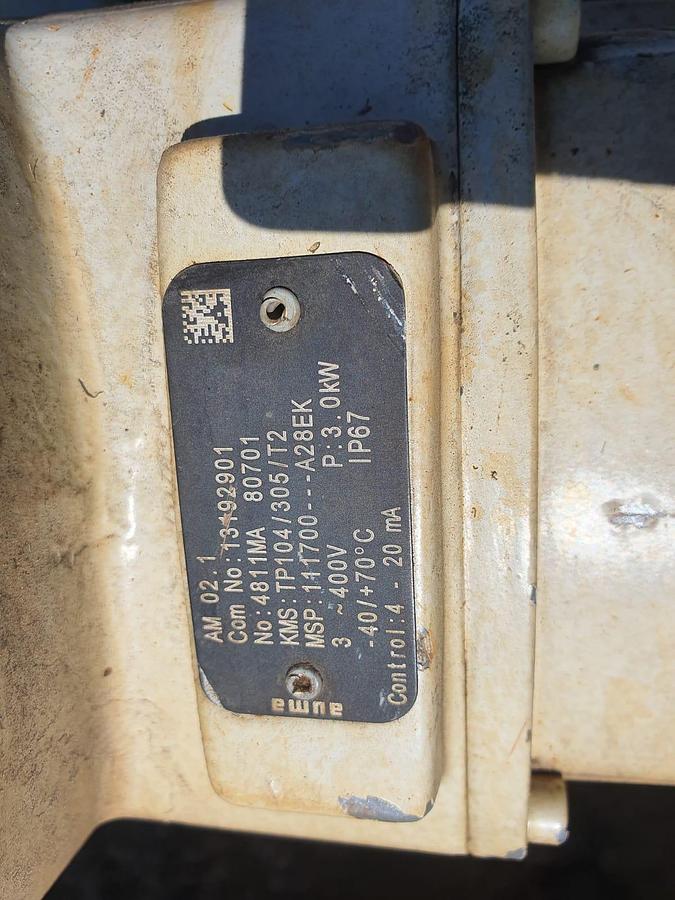 AM 02.1
Com No:13492901
No:4811MA 80701
KMS:TP104/305/T2
MSP:111700---A28EK
3 ~400V P:3.0kW
-40/+70°C IP67
Control:4 - 20 mA
auma